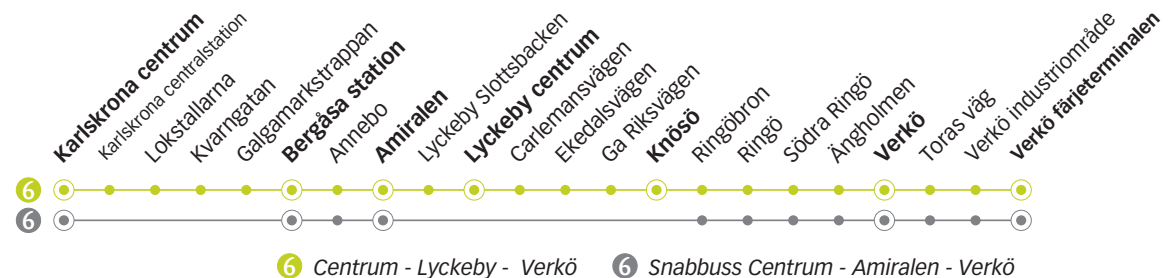 Karlskrona centrum
Karlskrona centralstation
Lokstallarna
Kvarngatan
Galgamarkstrappan
Bergåsa station
Annebo
Amiralen
Lyckeby Slottsbacken
Lyckeby centrum
Carlemansvägen
Ekedalsvägen
Ga Riksvägen
Knösö
Ringöbron
Ringö
Södra Ringö
Ängholmen
Verkö
Toras väg
Verkö industriområde
Verkö färjeterminalen
6
6
6 Centrum - Lyckeby - Verkö
6 Snabbuss Centrum - Amiralen - Verkö